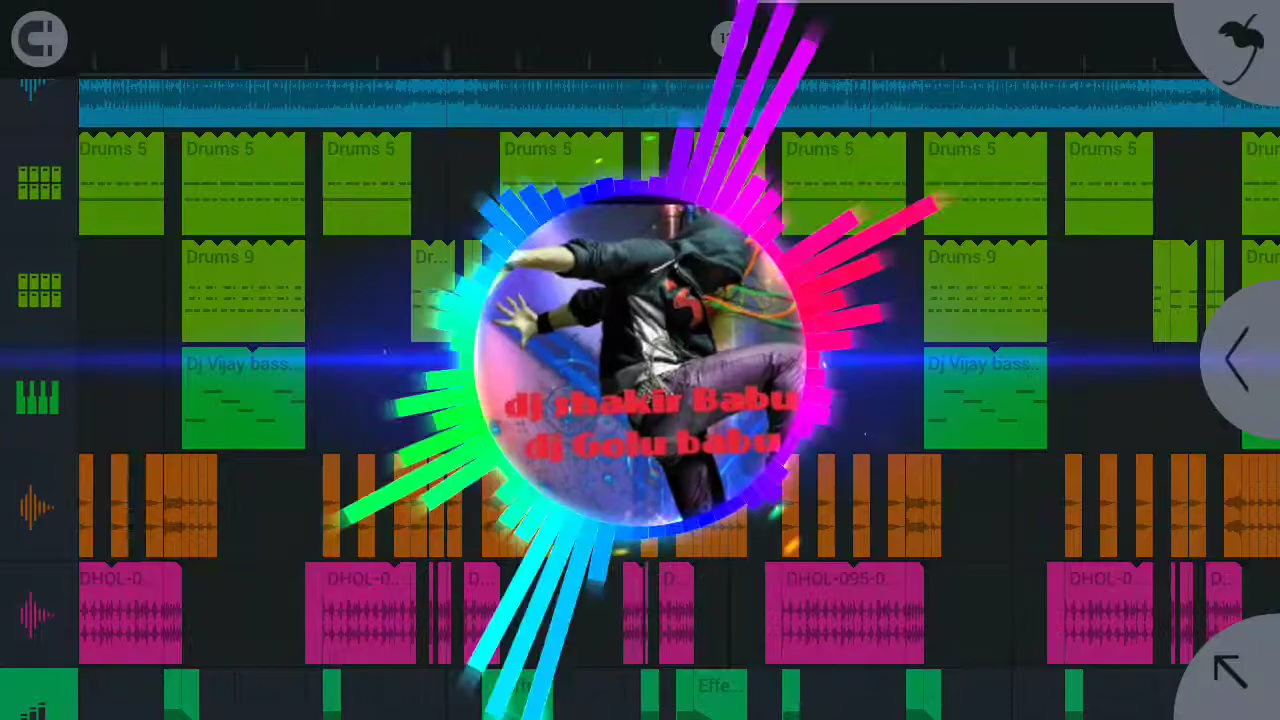 Drums 5
Drums 5
Drums 5
Drums 5
Drums 5
Drums 5
Drums 5
Drums 9
Dr...
Drums 9
Dj Vijay bass...
Dj Vijay bass..
dj shakir Babu
dj Golu babu
DHOL-0...
DHOL-0...
D...
D...
DHOL-095-0...
DHOL-0...
D...
Effe...